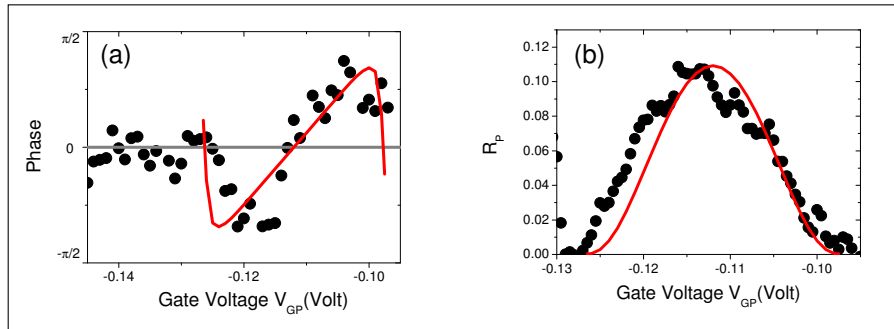 (a)
π/2
0
-π/2
Phase
-0.14
-0.12
-0.10
Gate Voltage V_GP(Volt)
(b)
0.12
0.10
0.08
0.06
0.04
0.02
0.00
R_P
-0.13
-0.12
-0.11
-0.10
Gate Voltage V_GP(Volt)